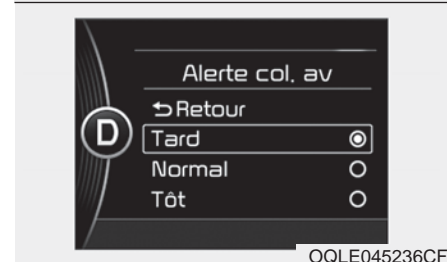 Alerte col. av
Retour
D
Tard
Normal
Tôt
OQLE045236CF